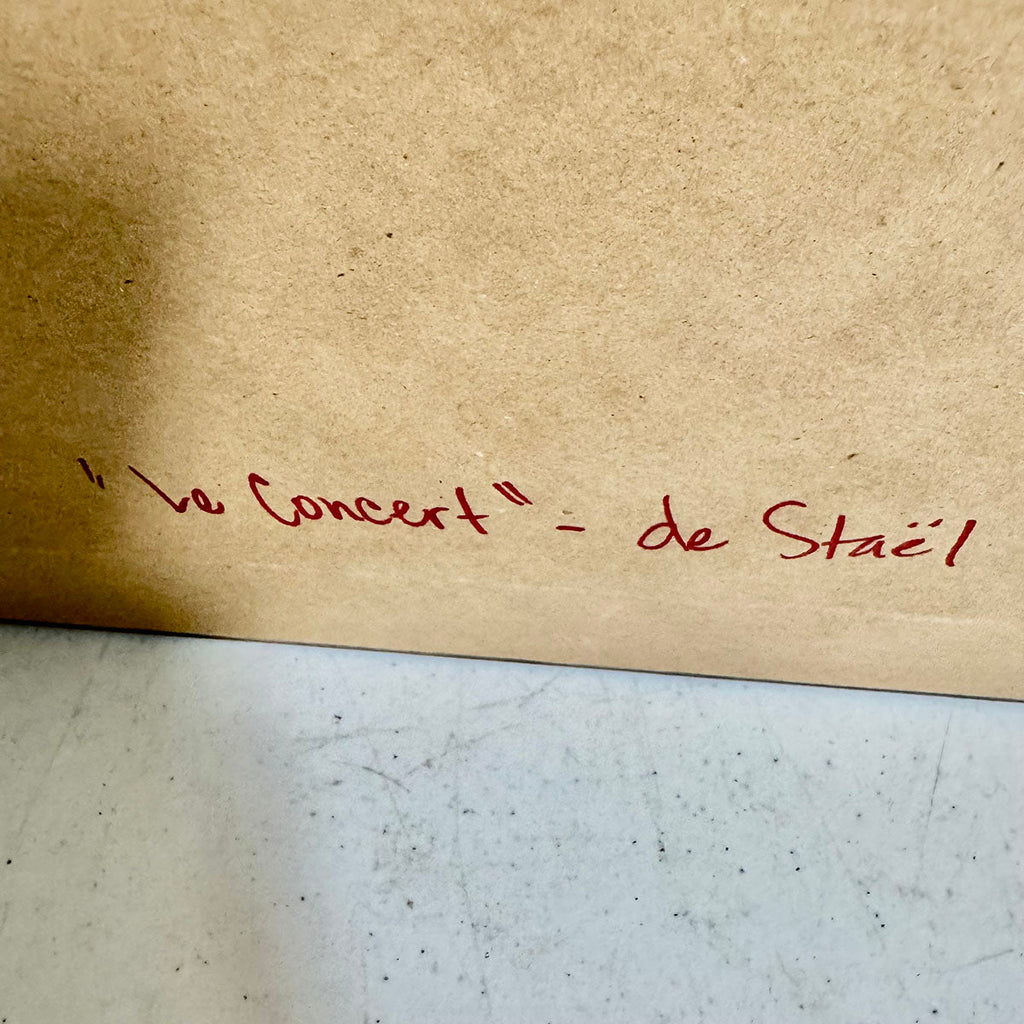 "Le Concert" - de Staël